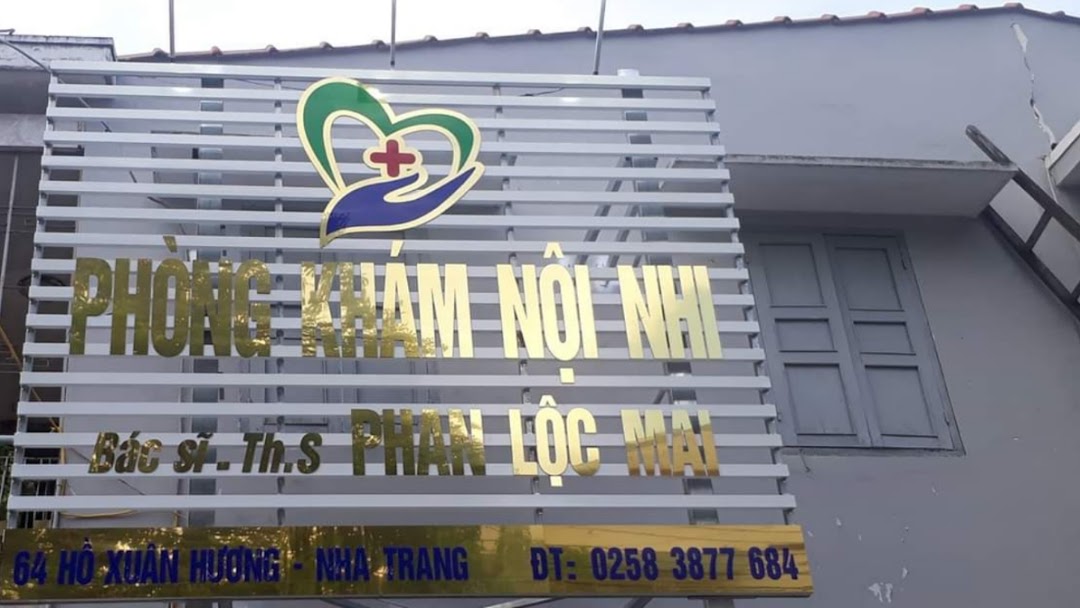 PHÒNG KHÁM NỘI NHI
Bác sĩ. Th.S PHAN LỘC MAI
64 HỒ XUÂN HƯƠNG - NHA TRANG ĐT: 0258 3877 684